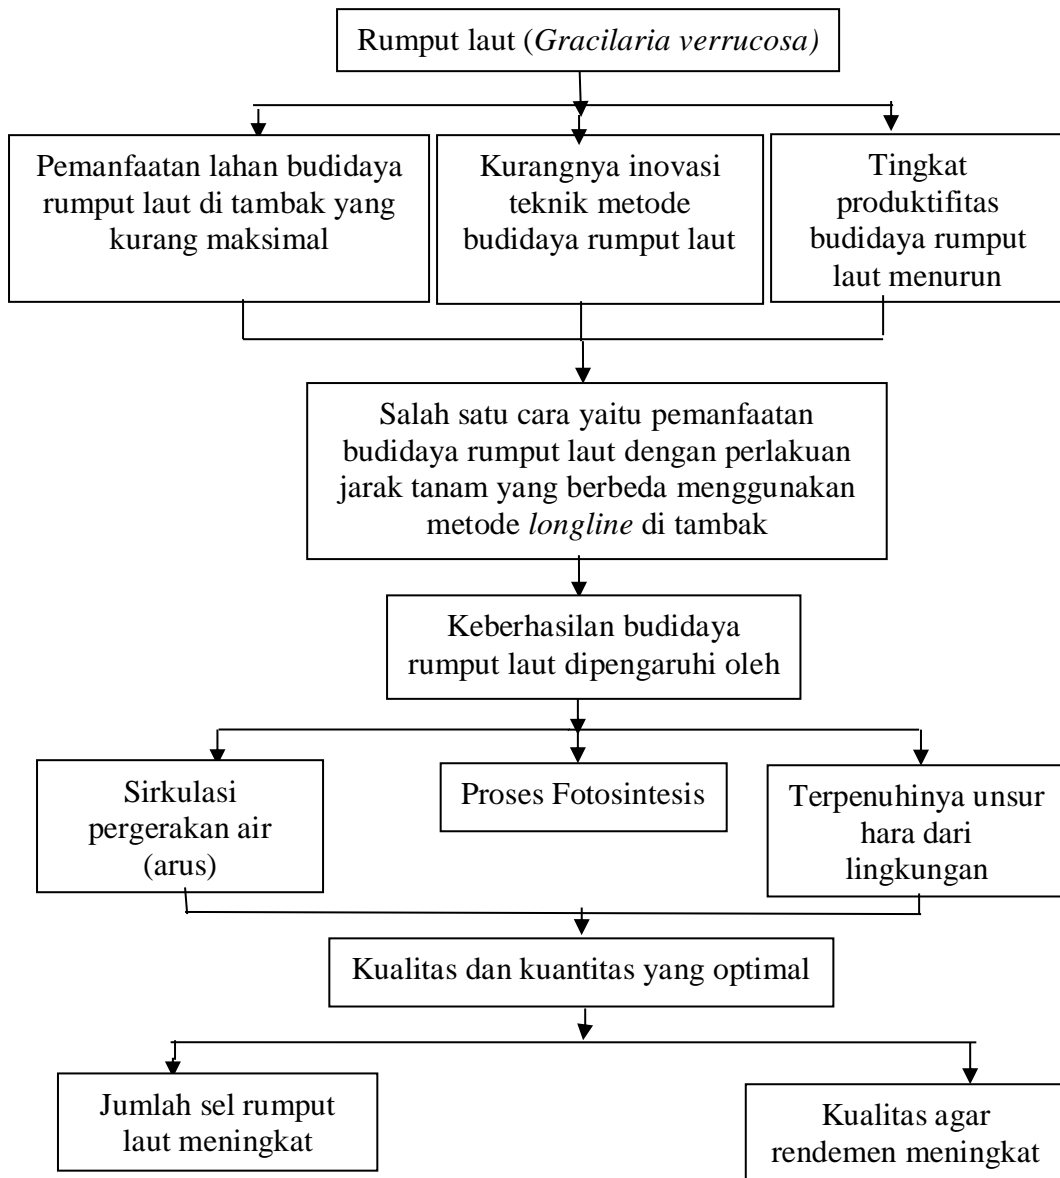 Rumput laut (Gracilaria verrucosa)
Pemanfaatan lahan budidaya
rumput laut di tambak yang
kurang maksimal
Kurangnya inovasi
teknik metode
budidaya rumput laut
Tingkat
produktifitas
budidaya rumput
laut menurun
Salah satu cara yaitu pemanfaatan
budidaya rumput laut dengan perlakuan
jarak tanam yang berbeda menggunakan
metode longline di tambak
Keberhasilan budidaya
rumput laut dipengaruhi oleh
Sirkulasi
pergerakan air
(arus)
Proses Fotosintesis
Terpenuhinya unsur
hara dari
lingkungan
Kualitas dan kuantitas yang optimal
Jumlah sel rumput
laut meningkat
Kualitas agar
rendemen meningkat